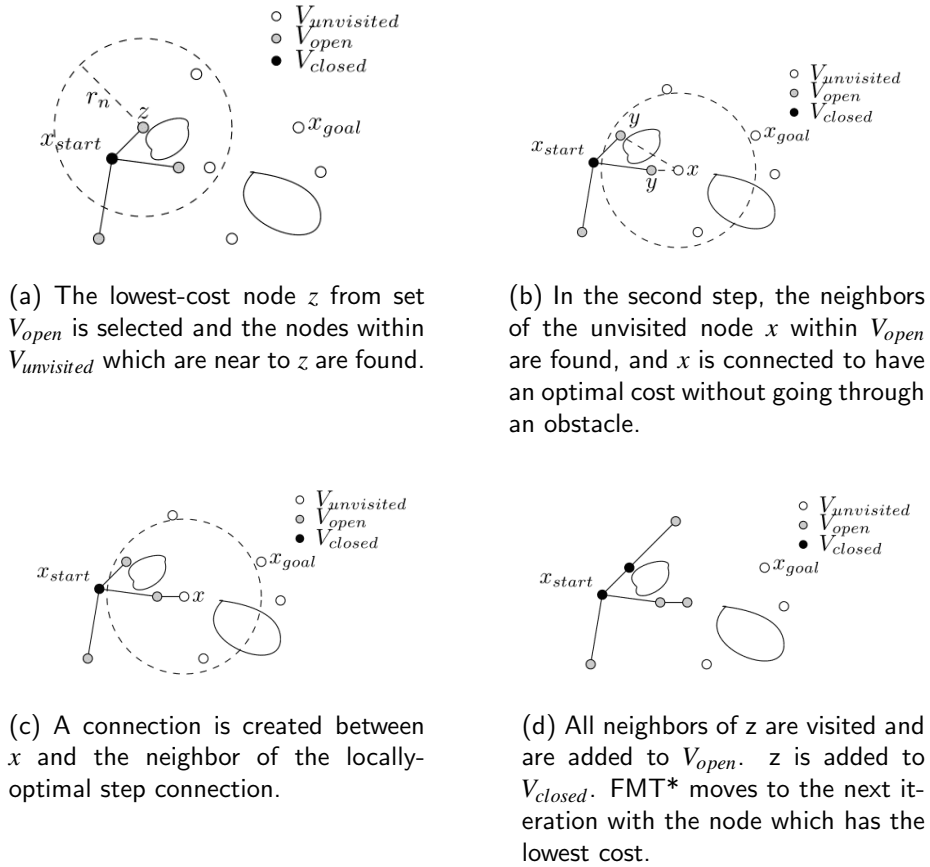 V_unvisited
V_open
V_closed
r_n
z
x_start
x_goal
(a) The lowest-cost node z from set
V_open is selected and the nodes within
V_unvisited which are near to z are found.
V_unvisited
V_open
V_closed
y
x_goal
x_start
y
x
(b) In the second step, the neighbors
of the unvisited node x within V_open
are found, and x is connected to have
an optimal cost without going through
an obstacle.
V_unvisited
V_open
V_closed
x_goal
x_start
x
(c) A connection is created between
x and the neighbor of the locally-
optimal step connection.
V_unvisited
V_open
V_closed
x_goal
x_start
(d) All neighbors of z are visited and
are added to V_open. z is added to
V_closed. FMT* moves to the next it-
eration with the node which has the
lowest cost.